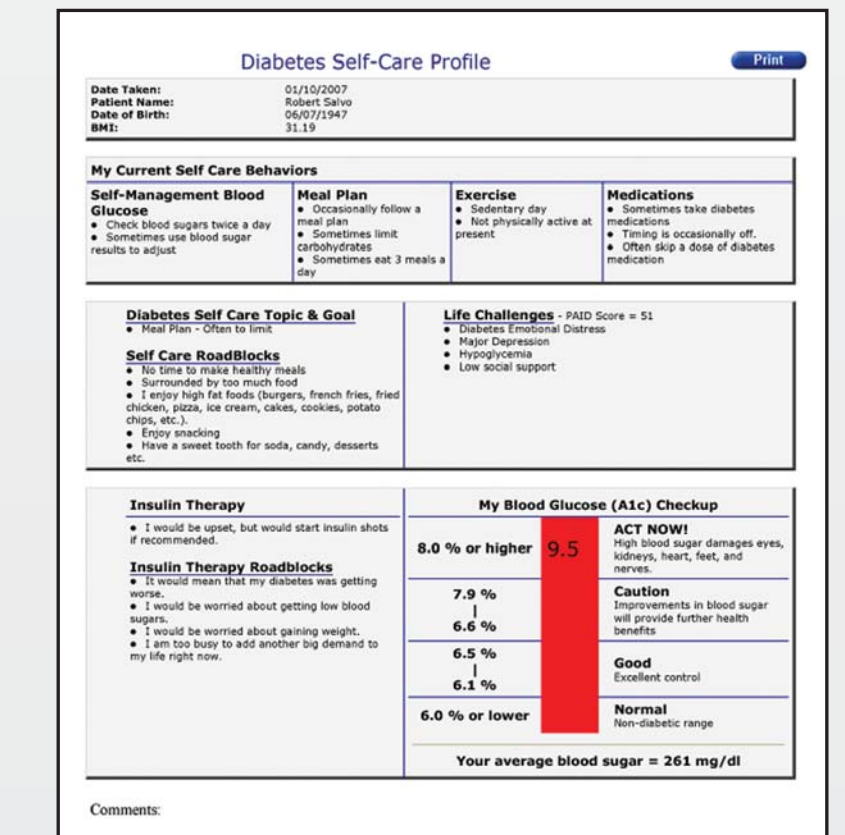 Diabetes Self-Care Profile
Print
Date Taken: 01/10/2007
Patient Name: Robert Salvo
Date of Birth: 06/07/1947
BMI: 31.19
My Current Self Care Behaviors
Self-Management Blood
Glucose
• Check blood sugars twice a day
• Sometimes use blood sugar
results to adjust
Meal Plan
• Occasionally follow a
meal plan
• Sometimes limit
carbohydrates
• Sometimes eat 3 meals a
day
Exercise
• Sedentary day
• Not physically active at
present
Medications
• Sometimes take diabetes
medications
• Timing is occasionally off.
• Often skip a dose of diabetes
medication
Diabetes Self Care Topic & Goal
• Meal Plan - Often to limit
Self Care RoadBlocks
• No time to make healthy meals
• Surrounded by too much food
• I enjoy high fat foods (burgers, french fries, fried
chicken, pizza, ice cream, cakes, cookies, potato
chips, etc.).
• Enjoy snacking
• Have a sweet tooth for soda, candy, desserts
etc.
Life Challenges - PAID Score = 51
• Diabetes Emotional Distress
• Major Depression
• Hypoglycemia
• Low social support
Insulin Therapy
• I would be upset, but would start insulin shots
if recommended.
Insulin Therapy Roadblocks
• It would mean that my diabetes was getting
worse.
• I would be worried about getting low blood
sugars.
• I would be worried about gaining weight.
• I am too busy to add another big demand to
my life right now.
My Blood Glucose (A1c) Checkup
8.0 % or higher
9.5
ACT NOW!
High blood sugar damages eyes,
kidneys, heart, feet, and
nerves.
7.9 %
|
6.6 %
Caution
Improvements in blood sugar
will provide further health
benefits
6.5 %
|
6.1 %
Good
Excellent control
6.0 % or lower
Normal
Non-diabetic range
Your average blood sugar = 261 mg/dl
Comments: